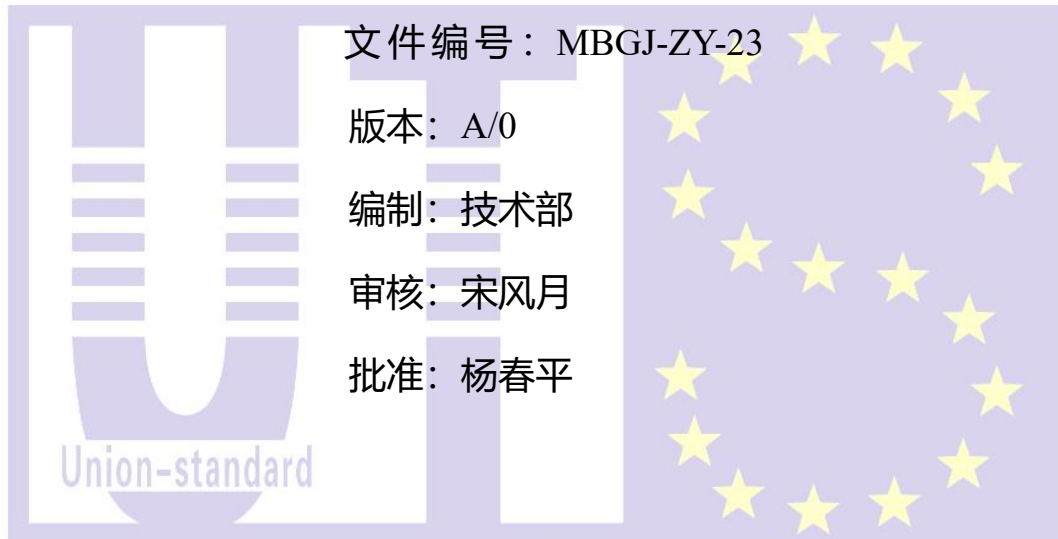 文件编号：MBGJ-ZY-23
版本：A/0
编制：技术部
审核：宋风月
批准：杨春平
Union-standard